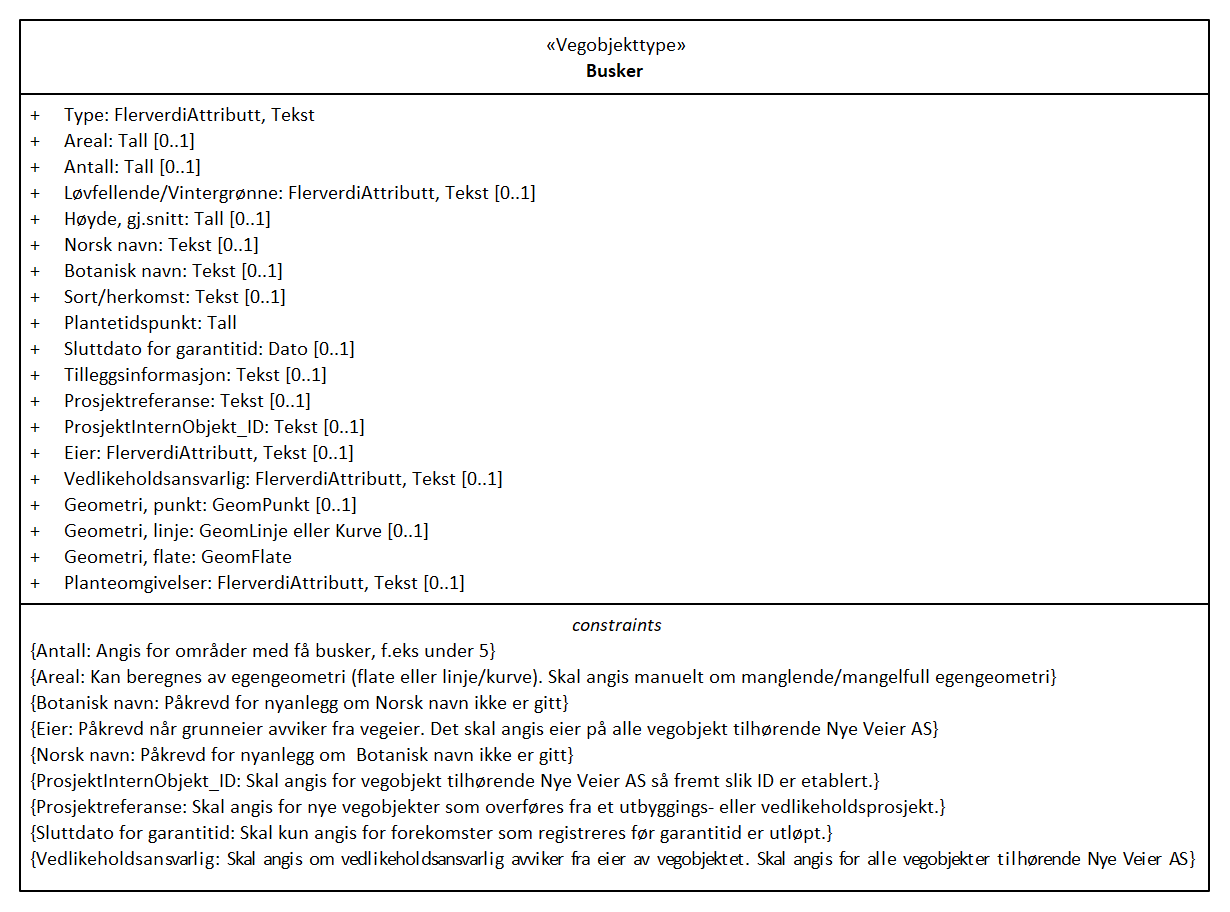 «Vegobjekttype»
Busker
+ Type: FlerverdiAttributt, Tekst
+ Areal: Tall [0..1]
+ Antall: Tall [0..1]
+ Løvfellende/Vintergrønne: FlerverdiAttributt, Tekst [0..1]
+ Høyde, gj.snitt: Tall [0..1]
+ Norsk navn: Tekst [0..1]
+ Botanisk navn: Tekst [0..1]
+ Sort/herkomst: Tekst [0..1]
+ Plantetidspunkt: Tall
+ Sluttdato for garantitid: Dato [0..1]
+ Tilleggsinformasjon: Tekst [0..1]
+ Prosjektreferanse: Tekst [0..1]
+ ProsjektInternObjekt_ID: Tekst [0..1]
+ Eier: FlerverdiAttributt, Tekst [0..1]
+ Vedlikeholdsansvarlig: FlerverdiAttributt, Tekst [0..1]
+ Geometri, punkt: GeomPunkt [0..1]
+ Geometri, linje: GeomLinje eller Kurve [0..1]
+ Geometri, flate: GeomFlate
+ Planteomgivelser: FlerverdiAttributt, Tekst [0..1]
constraints
{Antall: Angis for områder med få busker, f.eks under 5}
{Areal: Kan beregnes av egengeometri (flate eller linje/kurve). Skal angis manuelt om manglende/mangelfull egengeometri}
{Botanisk navn: Påkrevd for nyanlegg om Norsk navn ikke er gitt}
{Eier: Påkrevd når grunneier avviker fra vegeier. Det skal angis eier på alle vegobjekt tilhørende Nye Veier AS}
{Norsk navn: Påkrevd for nyanlegg om  Botanisk navn ikke er gitt}
{ProsjektInternObjekt_ID: Skal angis for vegobjekt tilhørende Nye Veier AS så fremt slik ID er etablert.}
{Prosjektreferanse: Skal angis for nye vegobjekter som overføres fra et utbyggings- eller vedlikeholdsprosjekt.}
{Sluttdato for garantitid: Skal kun angis for forekomster som registreres før garantitid er utløpt.}
{Vedlikeholdsansvarlig: Skal angis om vedlikeholdsansvarlig avviker fra eier av vegobjektet. Skal angis for alle vegobjekter tilhørende Nye Veier AS}